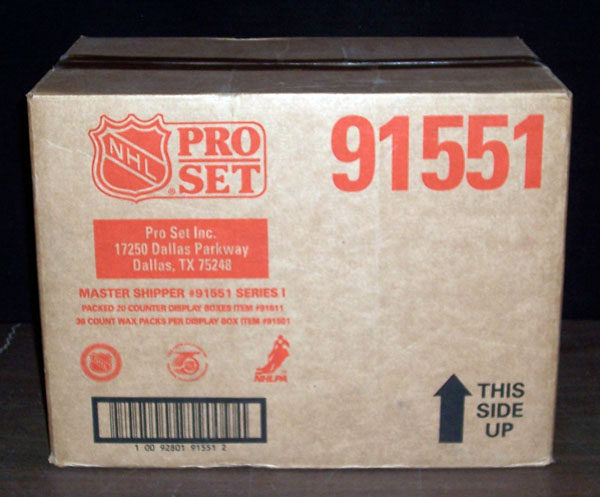 NHL
PRO
SET
91551
Pro Set Inc.
17250 Dallas Parkway
Dallas, TX 75248
MASTER SHIPPER #91551 SERIES I
PACKED 20 COUNTER DISPLAY BOXES ITEM #91511
36 COUNT WAX PACKS PER DISPLAY BOX ITEM #91501
NHLPA
1 00 92801 91551 2
THIS
SIDE
UP